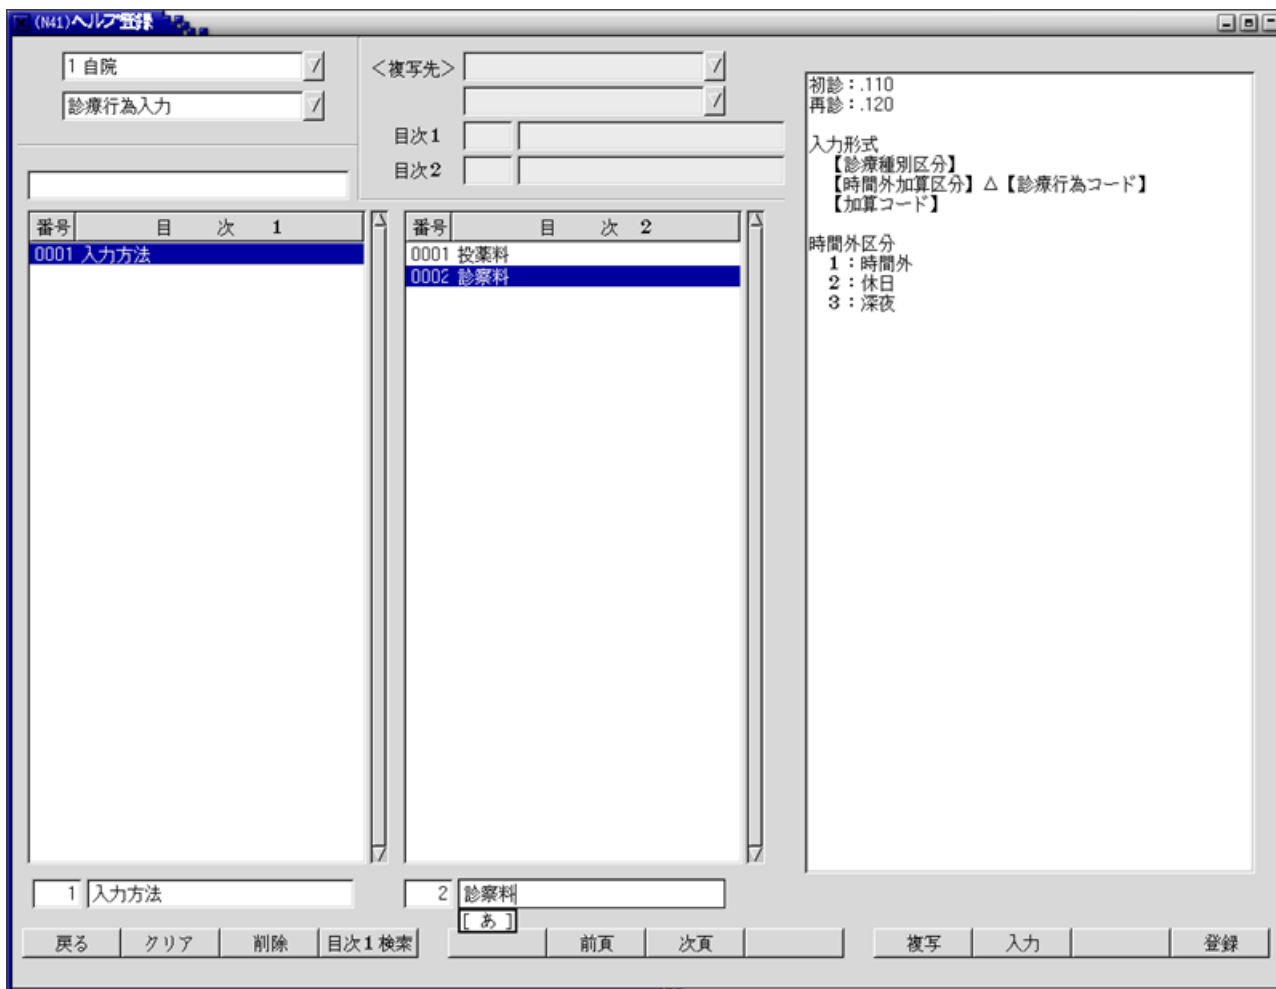 (N41)ヘルプ登録
1 自院
診療行為入力
<複写先>
目次1
目次2
番号 目 次 1
0001 入力方法
番号 目 次 2
0001 投薬料
0002 診察料
初診:.110
再診:.120
入力形式
【診療種別区分】
【時間外加算区分】△【診療行為コード】
【加算コード】
時間外区分
1:時間外
2:休日
3:深夜
1 入力方法
2 診察料
[ あ ]
戻る クリア 削除 目次1検索 前頁 次頁 複写 入力 登録